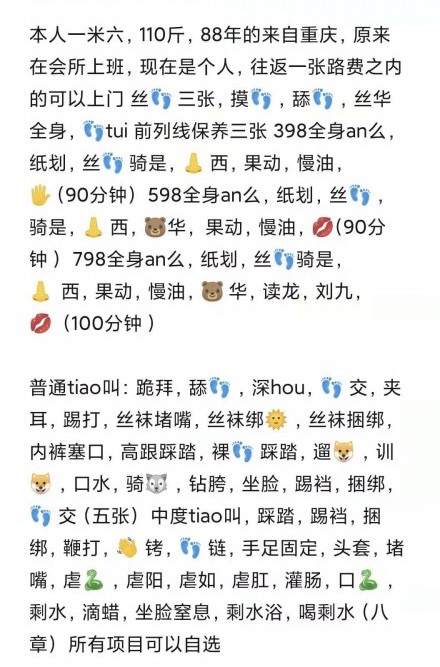 本人一米六，110斤，88年的来自重庆，原来
在会所上班，现在是个人，往返一张路费之内
的可以上门 丝👣 三张，摸👣，舔👣，丝华
全身，👣tui 前列线保养三张 398全身an么，
纸划，丝👣 骑是，👃 西，果动，慢油，
🖐（90分钟）598全身an么，纸划，丝👣，
骑是，👃 西，🐻华，果动，慢油，💋(90分
钟 ）798全身an么，纸划，丝👣骑是，
👃 西，果动，慢油，🐻 华，读龙，刘九，
💋（100分钟 ）
普通tiao叫：跪拜，舔👣，深hou，👣 交，夹
耳，踢打，丝袜堵嘴，丝袜绑🌞，丝袜捆绑，
内裤塞口，高跟踩踏，裸👣 踩踏，遛🐶，训
🐶，口水，骑🐺，钻胯，坐脸，踢裆，捆绑，
👣 交（五张）中度tiao叫，踩踏，踢裆，捆
绑，鞭打，👋 铐，👣 链，手足固定，头套，堵
嘴，虐🐍，虐阳，虐如，虐肛，灌肠，口🐍，
剩水，滴蜡，坐脸窒息，剩水浴，喝剩水（八
章）所有项目可以自选